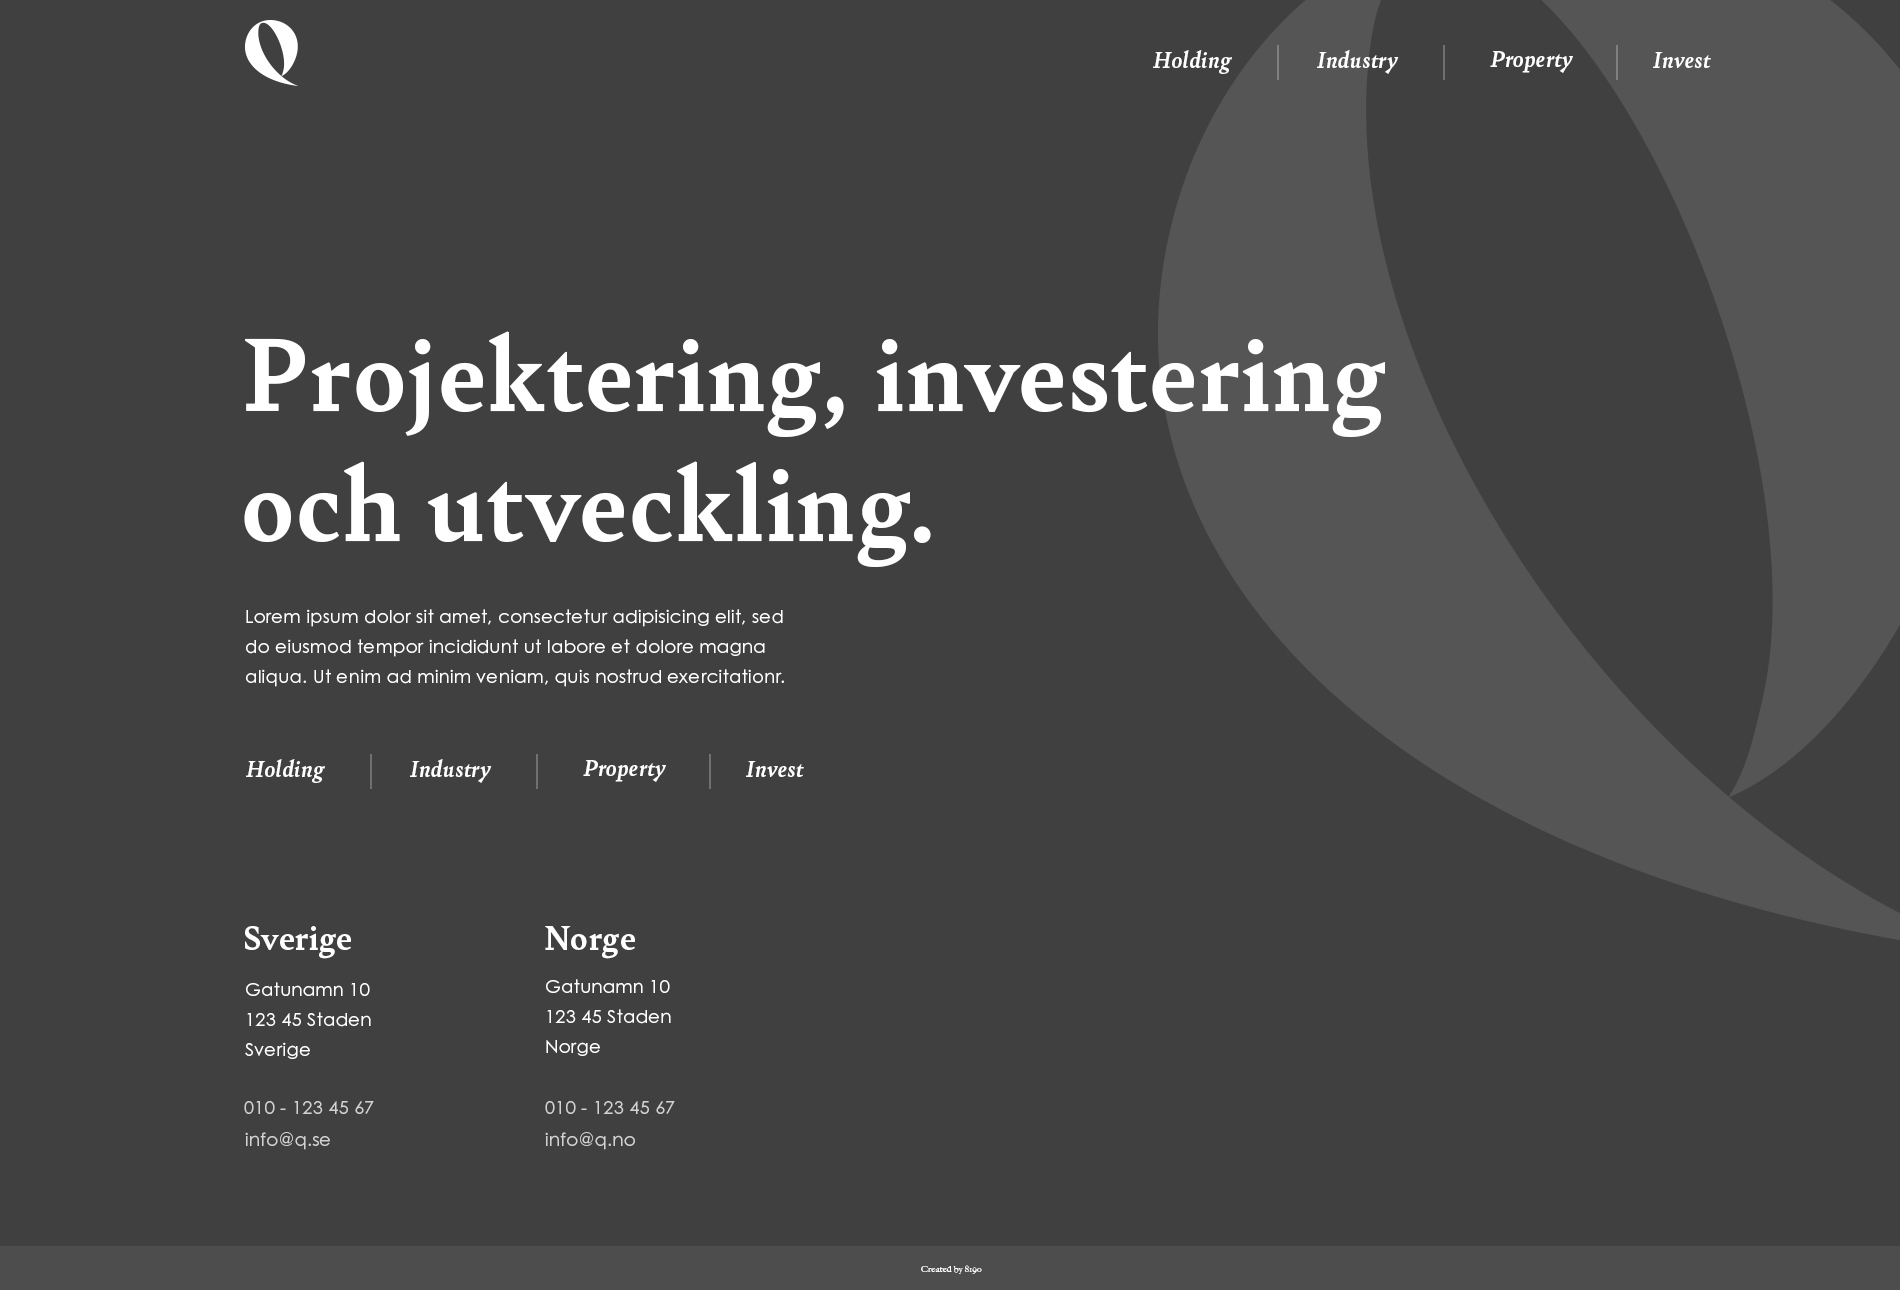 Q
Holding Industry Property Invest
Projektering, investering
och utveckling.
Lorem ipsum dolor sit amet, consectetur adipisicing elit, sed
do eiusmod tempor incididunt ut labore et dolore magna
aliqua. Ut enim ad minim veniam, quis nostrud exercitationr.
Holding Industry Property Invest
Sverige
Gatunamn 10
123 45 Staden
Sverige
010 - 123 45 67
info@q.se
Norge
Gatunamn 10
123 45 Staden
Norge
010 - 123 45 67
info@q.no
Created by 8190